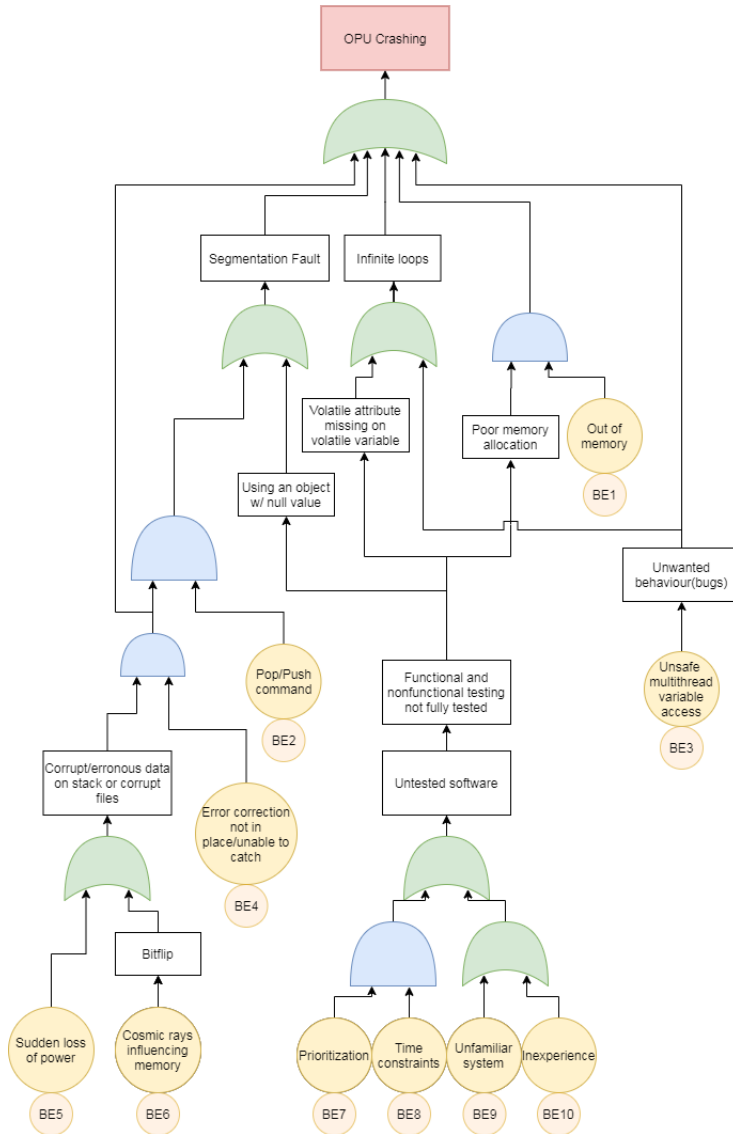 OPU Crashing
Segmentation Fault
Infinite loops
Volatile attribute
missing on
volatile variable
Poor memory
allocation
Out of
memory
BE1
Using an object
w/ null value
Unwanted
behaviour(bugs)
Pop/Push
command
BE2
Functional and
nonfunctional testing
not fully tested
Unsafe
multithread
variable
access
BE3
Corrupt/erronous data
on stack or corrupt
files
Untested software
Error correction
not in
place/unable to
catch
BE4
Bitflip
Sudden loss
of power
BE5
Cosmic rays
influencing
memory
BE6
Prioritization
BE7
Time
constraints
BE8
Unfamiliar
system
BE9
Inexperience
BE10